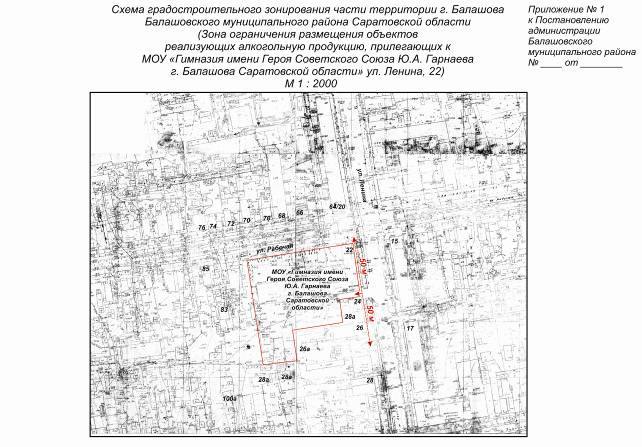 Схема градостроительного зонирования части территории г. Балашова
Балашовского муниципального района Саратовской области
(Зона ограничения размещения объектов
реализующих алкогольную продукцию, прилегающих к
МОУ «Гимназия имени Героя Советского Союза Ю.А. Гарнаева
г. Балашова Саратовской области» ул. Ленина, 22)
М 1 : 2000
Приложение № 1
к Постановлению
администрации
Балашовского
муниципального района
№ ____ от ________
ул. Ленина
64/20
66
68
70
72
74
76
ул. Рабочая
22
15
МОУ «Гимназия имени
Героя Советского Союза
Ю.А. Гарнаева
г. Балашова
Саратовской
области»
50 м
85
83
24
50 м
28а
26
17
26а
28а
28а
28
100а